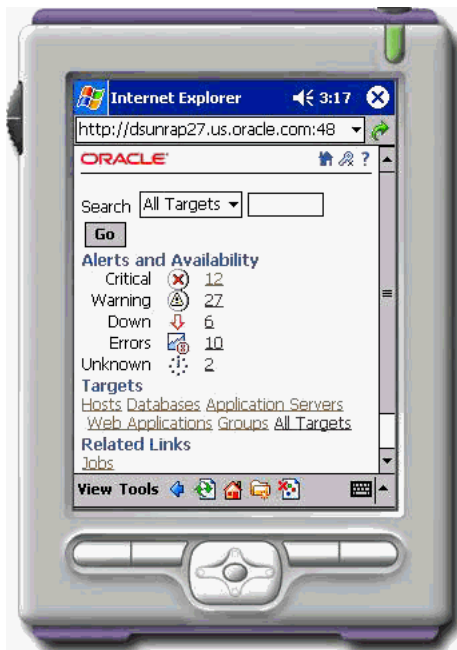 Internet Explorer 3:17
http://dsunrap27.us.oracle.com:48
ORACLE
?
Search All Targets
Go
Alerts and Availability
Critical 12
Warning 27
Down 6
Errors 10
Unknown 2
Targets
Hosts Databases Application Servers
Web Applications Groups All Targets
Related Links
Jobs
View Tools